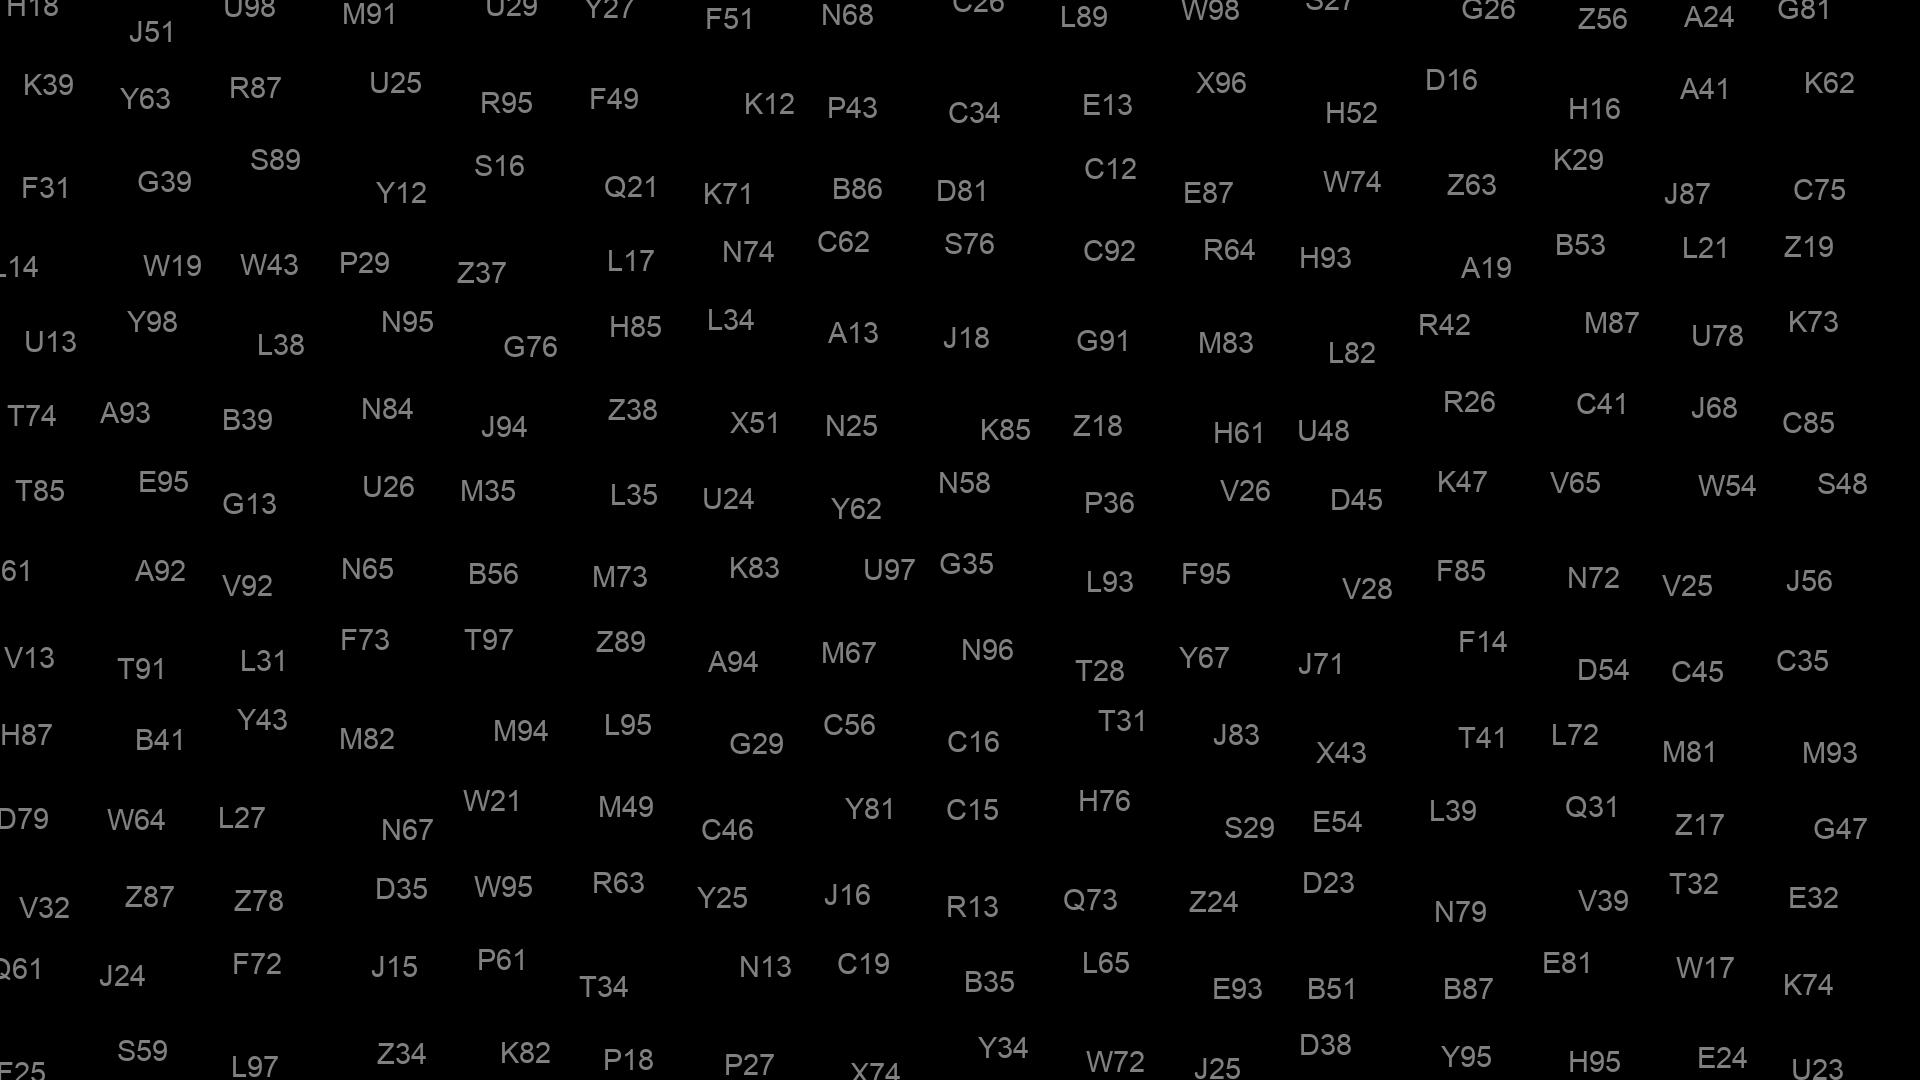 H18 J51 U98 M91 U29 Y27 F51 N68 C26 L89 W98 S27 G26 Z56 A24 G81
K39 Y63 R87 U25 R95 F49 K12 P43 C34 E13 X96 H52 D16 H16 A41 K62
F31 G39 S89 Y12 S16 Q21 K71 B86 D81 C12 E87 W74 Z63 K29 J87 C75
L14 W19 W43 P29 Z37 L17 N74 C62 S76 C92 R64 H93 A19 B53 L21 Z19
U13 Y98 L38 N95 G76 H85 L34 A13 J18 G91 M83 L82 R42 M87 U78 K73
T74 A93 B39 N84 J94 Z38 X51 N25 K85 Z18 H61 U48 R26 C41 J68 C85
T85 E95 G13 U26 M35 L35 U24 Y62 N58 P36 V26 D45 K47 V65 W54 S48
61 A92 V92 N65 B56 M73 K83 U97 G35 L93 F95 V28 F85 N72 V25 J56
V13 T91 L31 F73 T97 Z89 A94 M67 N96 T28 Y67 J71 F14 D54 C45 C35
H87 B41 Y43 M82 M94 L95 G29 C56 C16 T31 J83 X43 T41 L72 M81 M93
D79 W64 L27 N67 W21 M49 C46 Y81 C15 H76 S29 E54 L39 Q31 Z17 G47
V32 Z87 Z78 D35 W95 R63 Y25 J16 R13 Q73 Z24 D23 N79 V39 T32 E32
Q61 J24 F72 J15 P61 T34 N13 C19 B35 L65 E93 B51 B87 E81 W17 K74
S59 L97 Z34 K82 P18 P27 X74 Y34 W72 J25 D38 Y95 H95 E24 U23